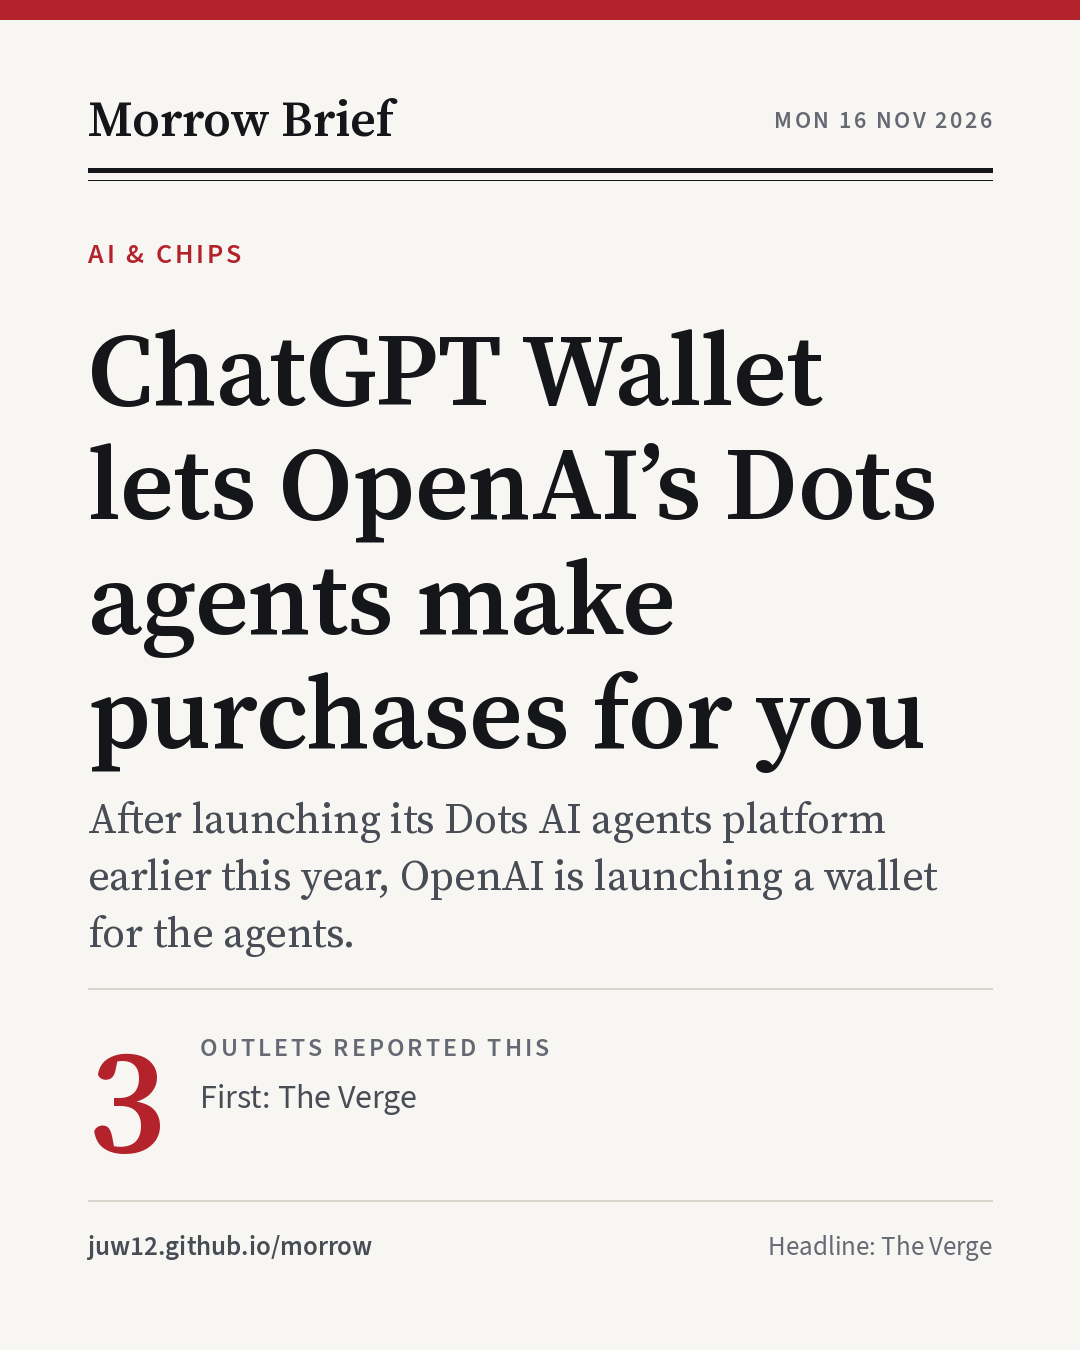 Morrow Brief
MON 16 NOV 2026
AI & CHIPS
ChatGPT Wallet
lets OpenAI’s Dots
agents make
purchases for you
After launching its Dots AI agents platform
earlier this year, OpenAI is launching a wallet
for the agents.
3
OUTLETS REPORTED THIS
First: The Verge
juw12.github.io/morrow
Headline: The Verge